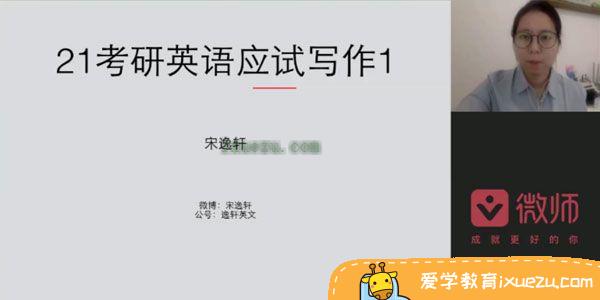 21考研英语应试写作1
宋逸轩
微博：宋逸轩
公号：逸轩英文
微师
成就更好的你
爱学教育ixuezu.com